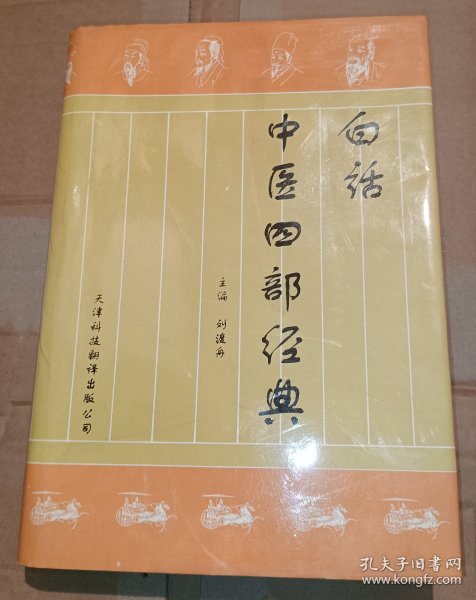 白话
中医四部经典
主编 刘渡舟
天津科技翻译出版公司
孔夫子旧书网
www.kongfz.com